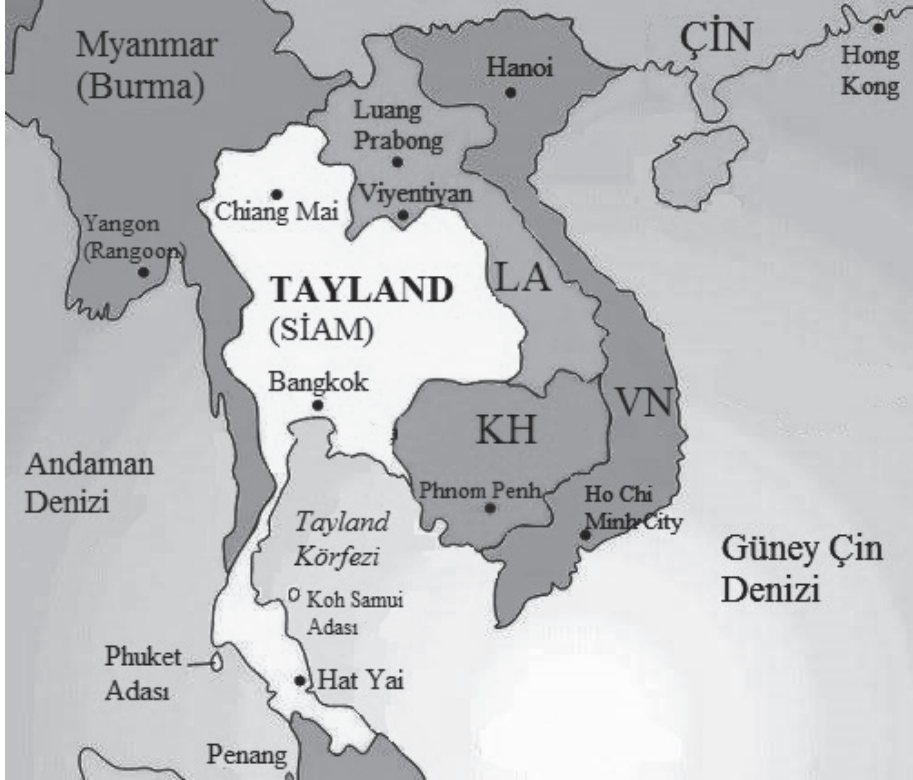 Myanmar
(Burma)
ÇİN
Hong
Kong
Hanoi
Luang
Prabong
Viyentiyan
Chiang Mai
Yangon
(Rangoon)
TAYLAND
(SİAM)
LA
Bangkok
VN
KH
Andaman
Denizi
Phnom Penh
Ho Chi
Minh City
Tayland
Körfezi
Güney Çin
Denizi
Koh Samui
Adası
Phuket
Adası
Hat Yai
Penang